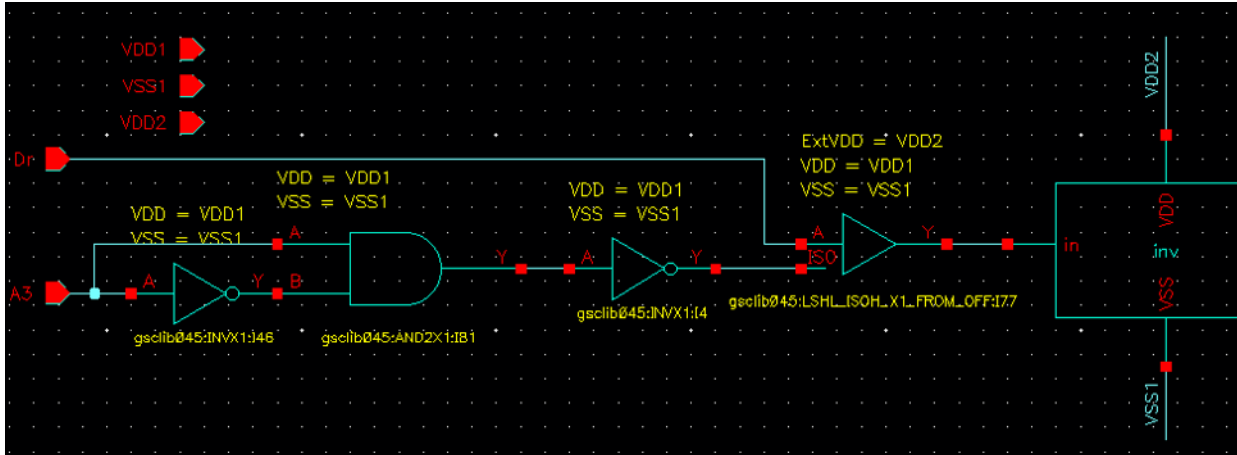 VDD1
VSS1
VDD2
VDD2
Dr
ExtVDD = VDD2
VDD = VDD1
VSS = VSS1
VDD = VDD1
VSS = VSS1
VDD = VDD1
VSS = VSS1
VDD = VDD1
VSS = VSS1
A
Y
A
Y
A
Y
ISO
in
VDD
inv
VSS
A3
A
Y
B
gsclib045:INVX1:I46
gsclib045:AND2X1:I81
gsclib045:INVX1:I4
gsclib045:LSHL_ISOH_X1_FROM_OFF:I77
VSS1